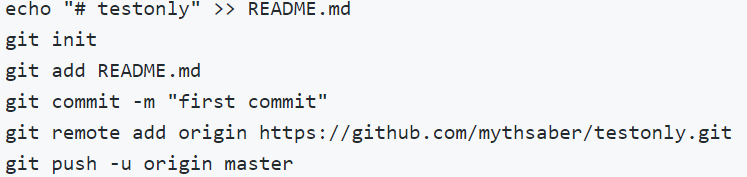 echo "# testonly" >> README.md
git init
git add README.md
git commit -m "first commit"
git remote add origin https://github.com/mythsaber/testonly.git
git push -u origin master